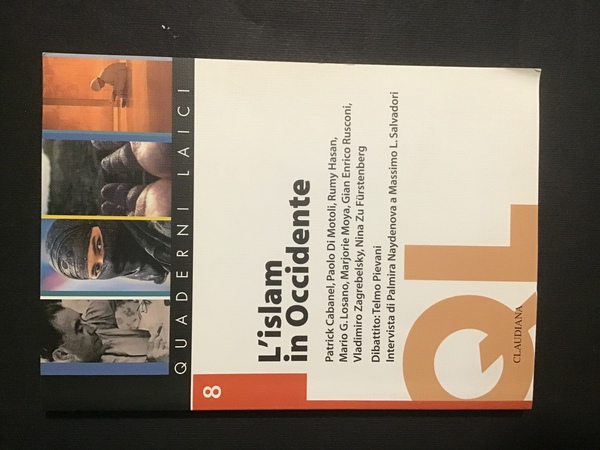 QUADERNI LAICI
8
L'islam
in Occidente
Patrick Cabanel, Paolo Di Motoli, Rumy Hasan,
Mario G. Losano, Marjorie Moya, Gian Enrico Rusconi,
Vladimiro Zagrebelsky, Nina Zu Fürstenberg
Dibattito: Telmo Pievani
Intervista di Palmira Naydenova a Massimo L. Salvadori
QL
CLAUDIANA